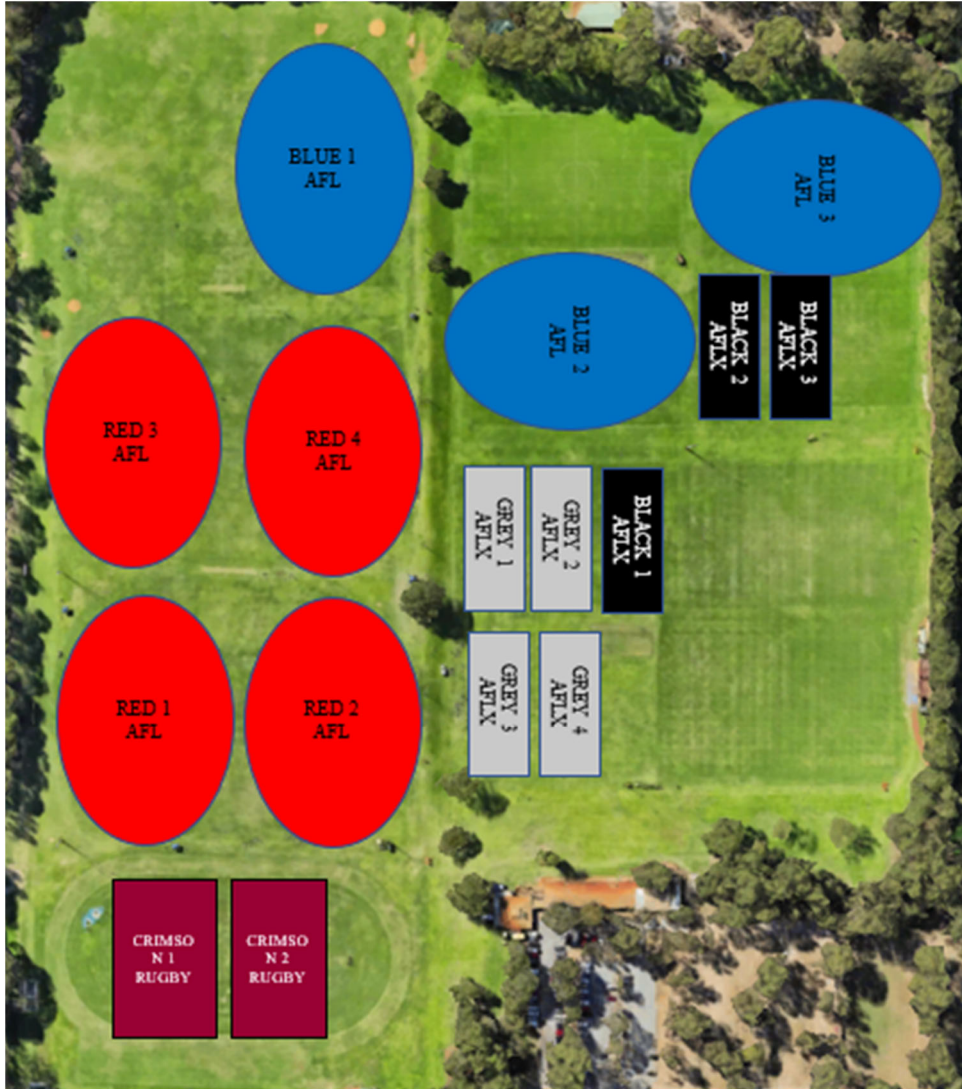 BLUE 1
AFL
BLUE 3
AFL
BLUE 2
AFL
BLACK 2
AFLX
BLACK 3
AFLX
RED 3
AFL
RED 4
AFL
GREY 1
AFLX
GREY 2
AFLX
BLACK 1
AFLX
RED 1
AFL
RED 2
AFL
GREY 3
AFLX
GREY 4
AFLX
CRIMSO
N 1
RUGBY
CRIMSO
N 2
RUGBY